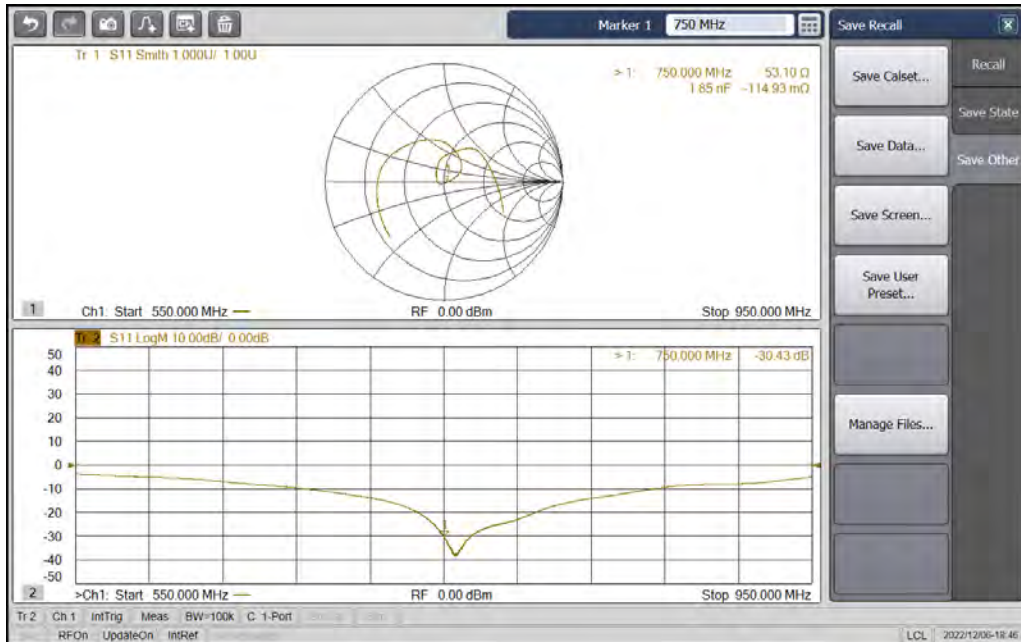 Marker 1 750 MHz
Save Recall
Tr 1 S11 Smith 1.000U/ 1.00U
> 1: 750.000 MHz 53.10 Ω
1.85 nF -114.93 mΩ
1 Ch1: Start 550.000 MHz
RF 0.00 dBm
Stop 950.000 MHz
Tr 2 S11 LogM 10.00dB/ 0.00dB
> 1: 750.000 MHz -30.43 dB
50
40
30
20
10
0
-10
-20
-30
-40
-50
2 >Ch1: Start 550.000 MHz
RF 0.00 dBm
Stop 950.000 MHz
Save Calset...
Save Data...
Save Screen...
Save User
Preset...
Manage Files...
Recall
Save State
Save Other
Tr 2 Ch 1 IntTrig Meas BW=100k C 1-Port
RFOn UpdateOn IntRef
LCL 2022/12/06-18:46